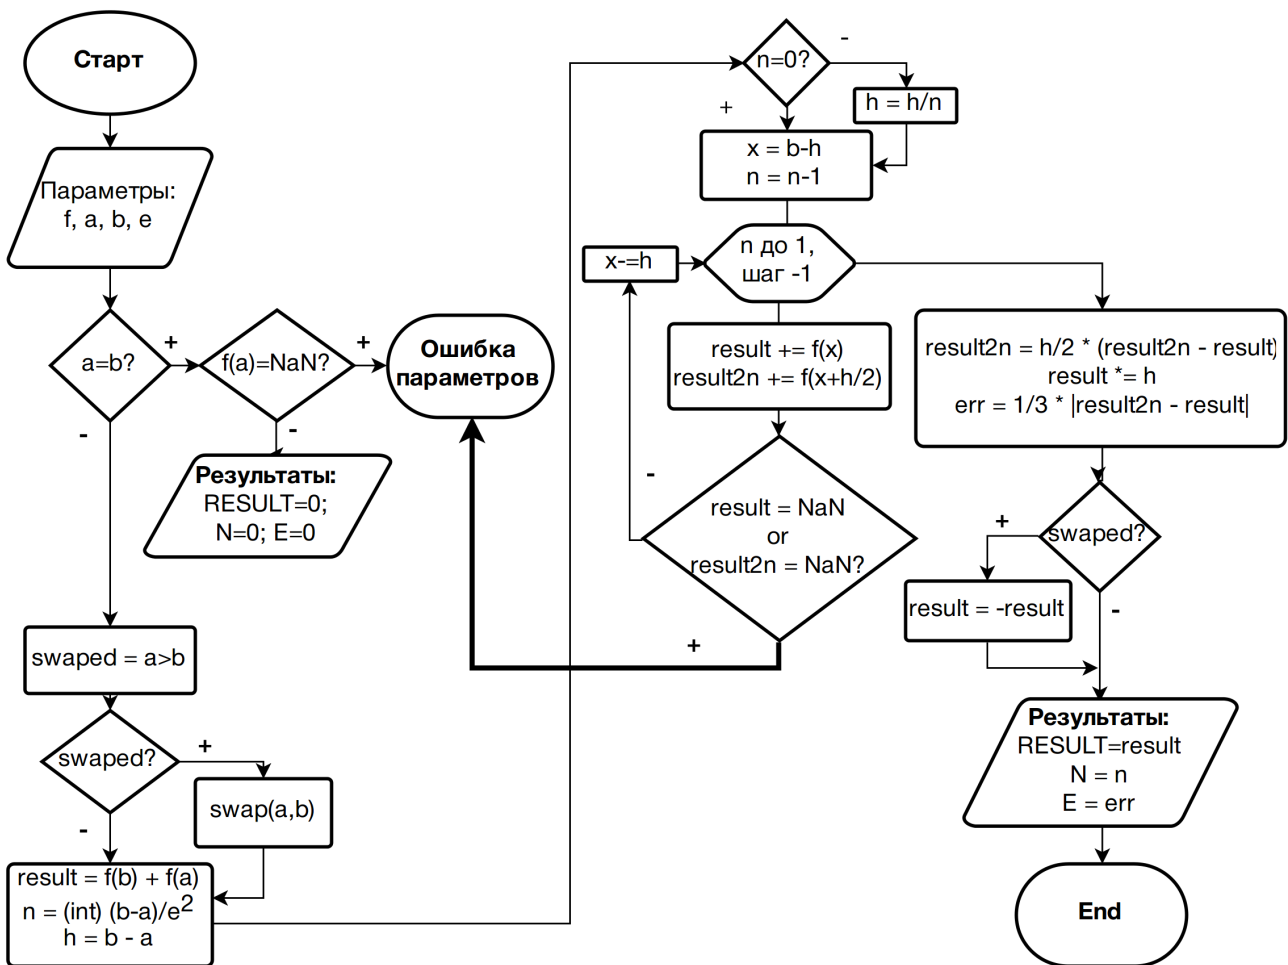 Старт
Параметры:
f, a, b, e
a=b?
+
-
f(a)=NaN?
+
-
Ошибка
параметров
Результаты:
RESULT=0;
N=0; E=0
swaped = a>b
swaped?
+
-
swap(a,b)
result = f(b) + f(a)
n = (int) (b-a)/e²
h = b - a
n=0?
-
+
h = h/n
x = b-h
n = n-1
x-=h
n до 1,
шаг -1
result += f(x)
result2n += f(x+h/2)
-
result = NaN
or
result2n = NaN?
+
result2n = h/2 * (result2n - result)
result *= h
err = 1/3 * |result2n - result|
swaped?
+
-
result = -result
Результаты:
RESULT=result
N = n
E = err
End